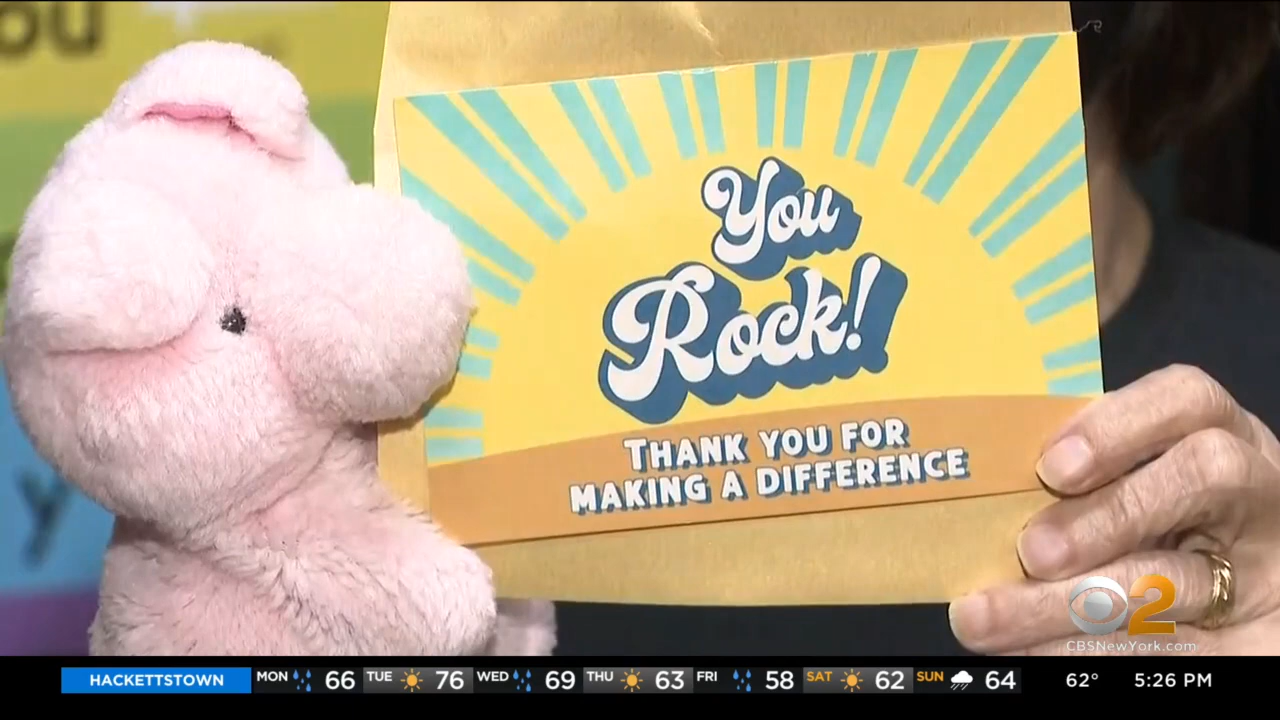 ou
y
You
Rock!
THANK YOU FOR
MAKING A DIFFERENCE
2
CBSNewYork.com
HACKETTSTOWN MON 66 TUE 76 WED 69 THU 63 FRI 58 SAT 62 SUN 64 62° 5:26 PM